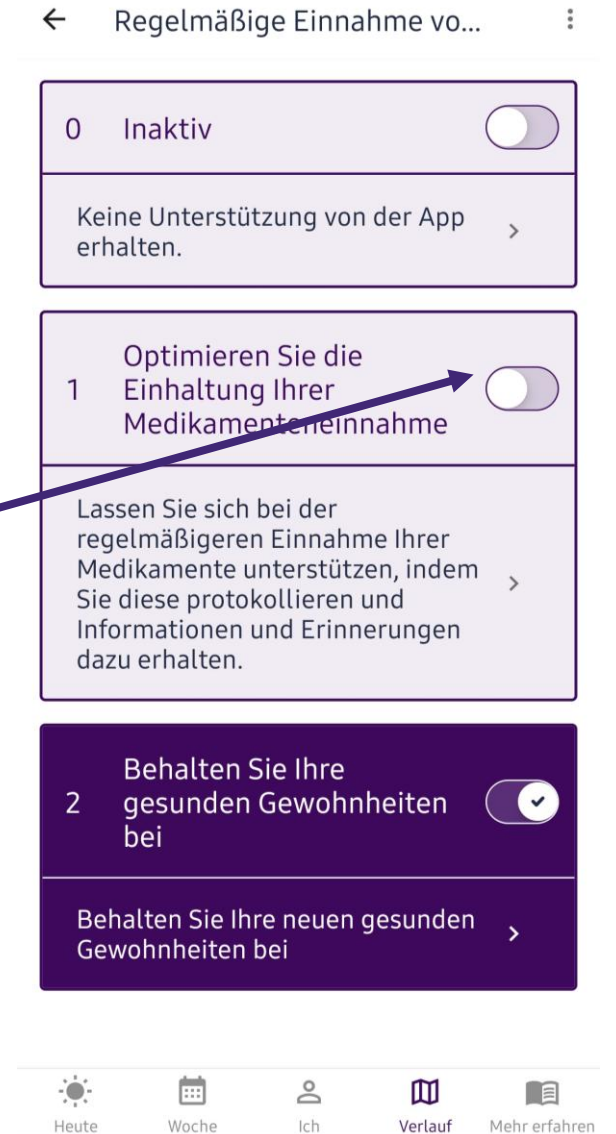 Regelmäßige Einnahme vo...
0 Inaktiv
Keine Unterstützung von der App
erhalten.
Optimieren Sie die
1 Einhaltung Ihrer
Medikamenteneinnahme
Lassen Sie sich bei der
regelmäßigeren Einnahme Ihrer
Medikamente unterstützen, indem
Sie diese protokollieren und
Informationen und Erinnerungen
dazu erhalten.
Behalten Sie Ihre
2 gesunden Gewohnheiten
bei
Behalten Sie Ihre neuen gesunden
Gewohnheiten bei
Heute Woche Ich Verlauf Mehr erfahren